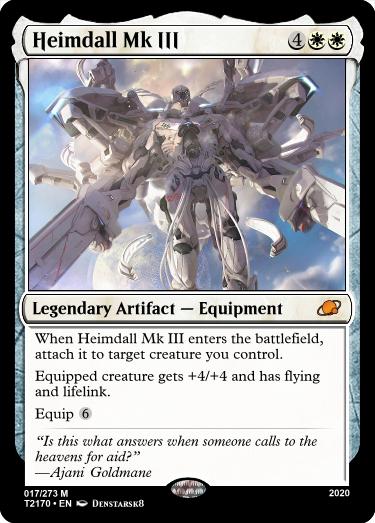 Heimdall Mk III 4
Legendary Artifact — Equipment
When Heimdall Mk III enters the battlefield,
attach it to target creature you control.
Equipped creature gets +4/+4 and has flying
and lifelink.
Equip 6
“Is this what answers when someone calls to the
heavens for aid?”
—Ajani Goldmane
017/273 M 2020
T2170 • EN Denstarsk8